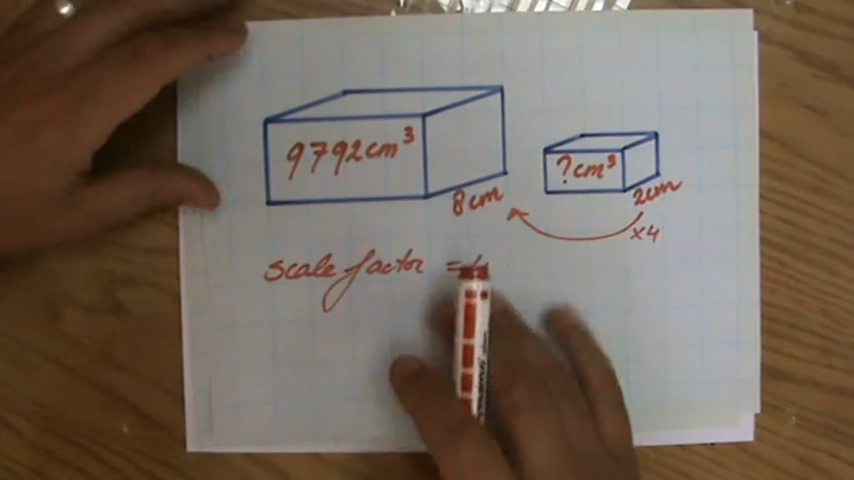 9792cm³
?cm³
8cm
2cm
x4
scale factor =